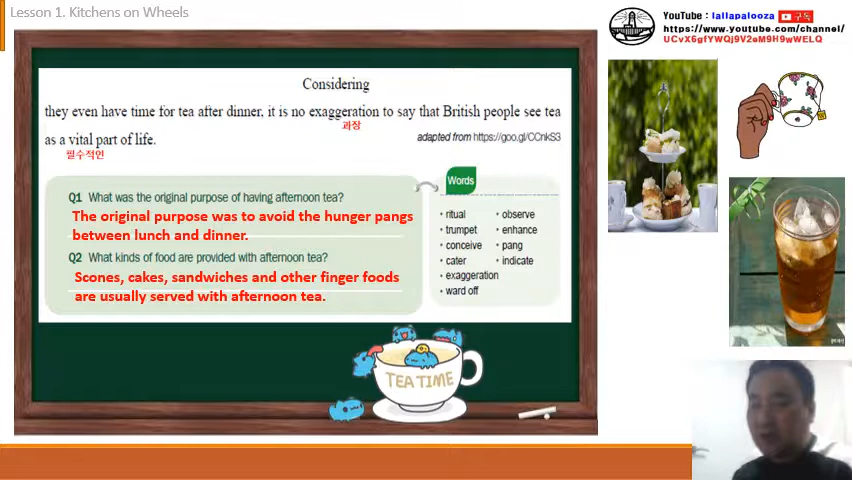 Lesson 1. Kitchens on Wheels
YouTube : lallapalooza 구독
https://www.youtube.com/channel/
UCvX6gfYWQj9V2eM9H9wWELQ
Considering
they even have time for tea after dinner, it is no exaggeration to say that British people see tea
과장
as a vital part of life.
adapted from https://goo.gl/CCnkS3
필수적인
Q1 What was the original purpose of having afternoon tea?
The original purpose was to avoid the hunger pangs
between lunch and dinner.
Q2 What kinds of food are provided with afternoon tea?
Scones, cakes, sandwiches and other finger foods
are usually served with afternoon tea.
Words
• ritual • observe
• trumpet • enhance
• conceive • pang
• cater • indicate
• exaggeration
• ward off
TEA TIME